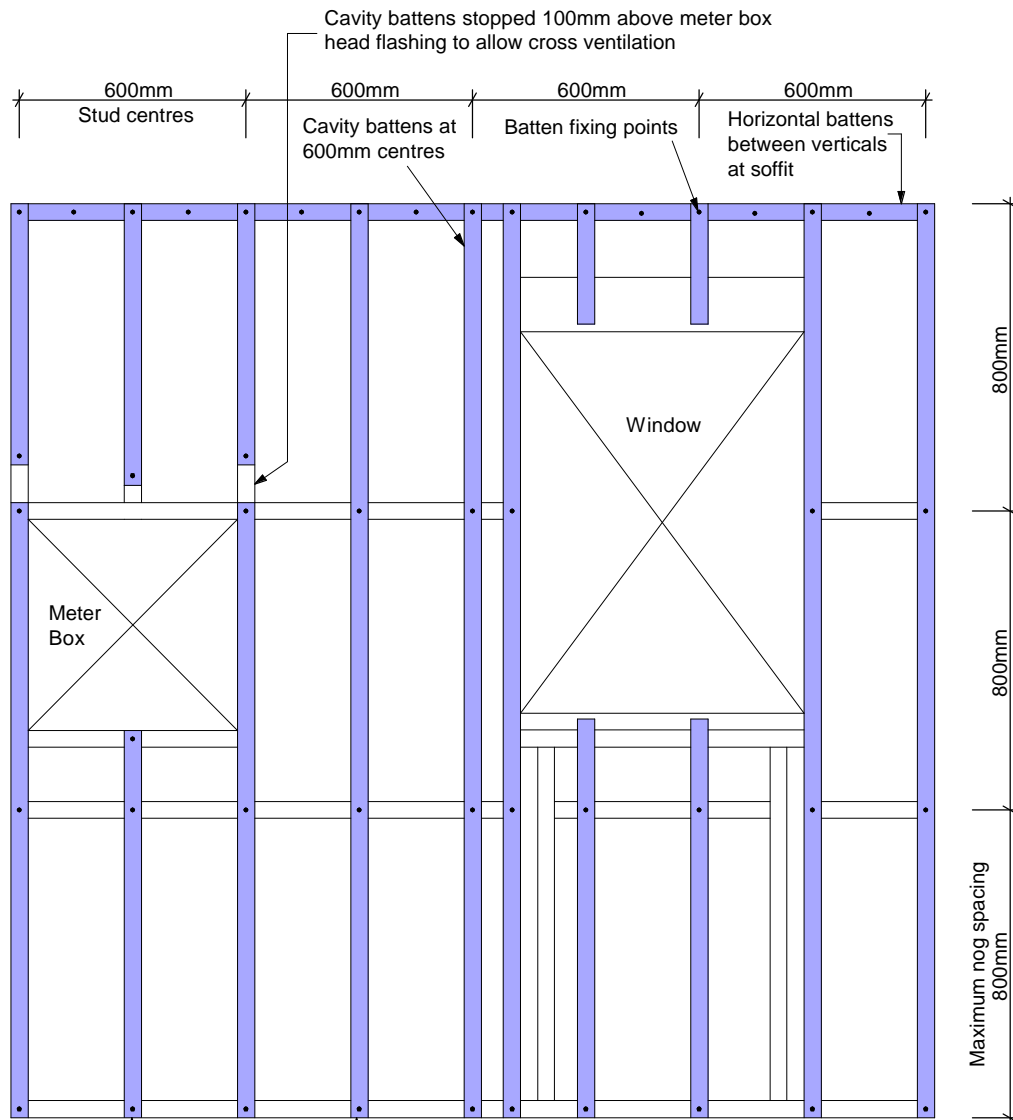 Cavity battens stopped 100mm above meter box
head flashing to allow cross ventilation
600mm
600mm
600mm
600mm
Stud centres
Cavity battens at
600mm centres
Batten fixing points
Horizontal battens
between verticals
at soffit
800mm
Window
Meter
Box
800mm
Maximum nog spacing
800mm